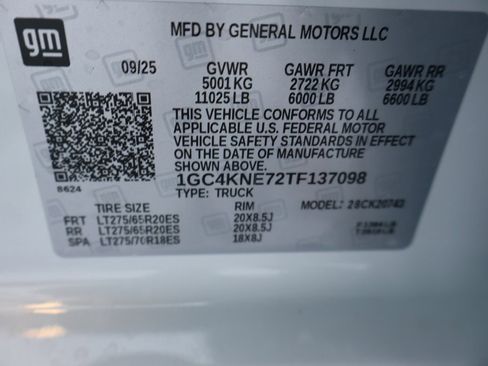 gm
MFD BY GENERAL MOTORS LLC
09/25 GVWR GAWR FRT GAWR RR
5001 KG 2722 KG 2994 KG
11025 LB 6000 LB 6600 LB
THIS VEHICLE CONFORMS TO ALL
APPLICABLE U.S. FEDERAL MOTOR
VEHICLE SAFETY STANDARDS IN EFFECT
ON THE DATE OF MANUFACTURE
SHOWN ABOVE.
8624
1GC4KNE72TF137098
TYPE: TRUCK
TIRE SIZE RIM MODEL:
FRT LT275/65R20ES 20X8.5J
RR LT275/65R20ES 20X8.5J
SPA LT275/70R18ES 18X8J